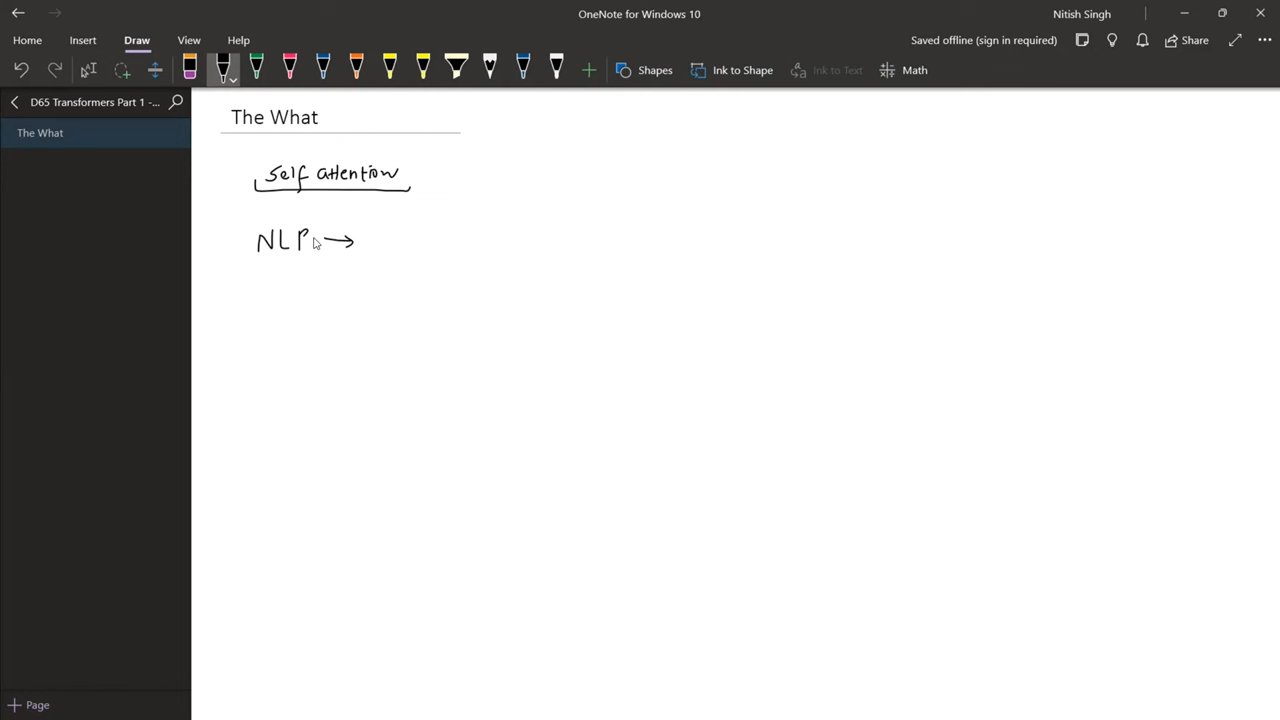 OneNote for Windows 10
Nitish Singh
Home Insert Draw View Help
Saved offline (sign in required) Share
Shapes Ink to Shape Ink to Text Math
D65 Transformers Part 1 -...
The What
The What
Self attention
NLP →
Page